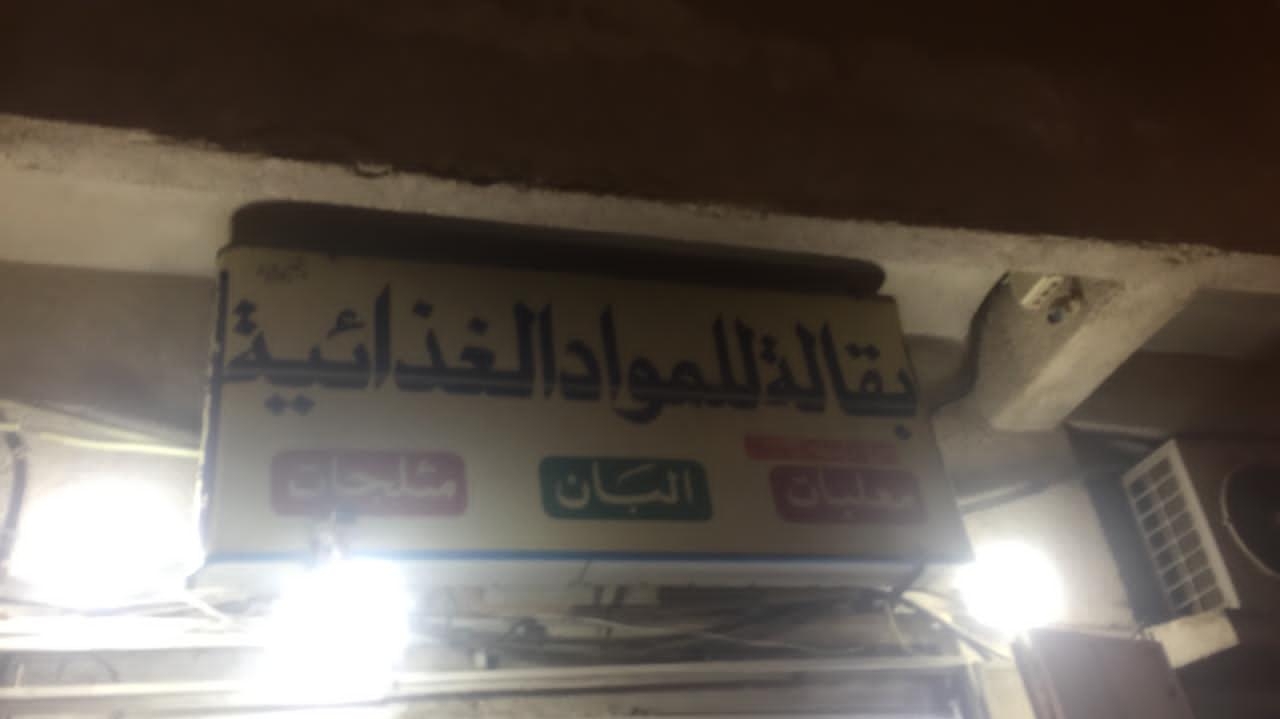 بقالة للمواد الغذائية
معلبات البان مثلجات